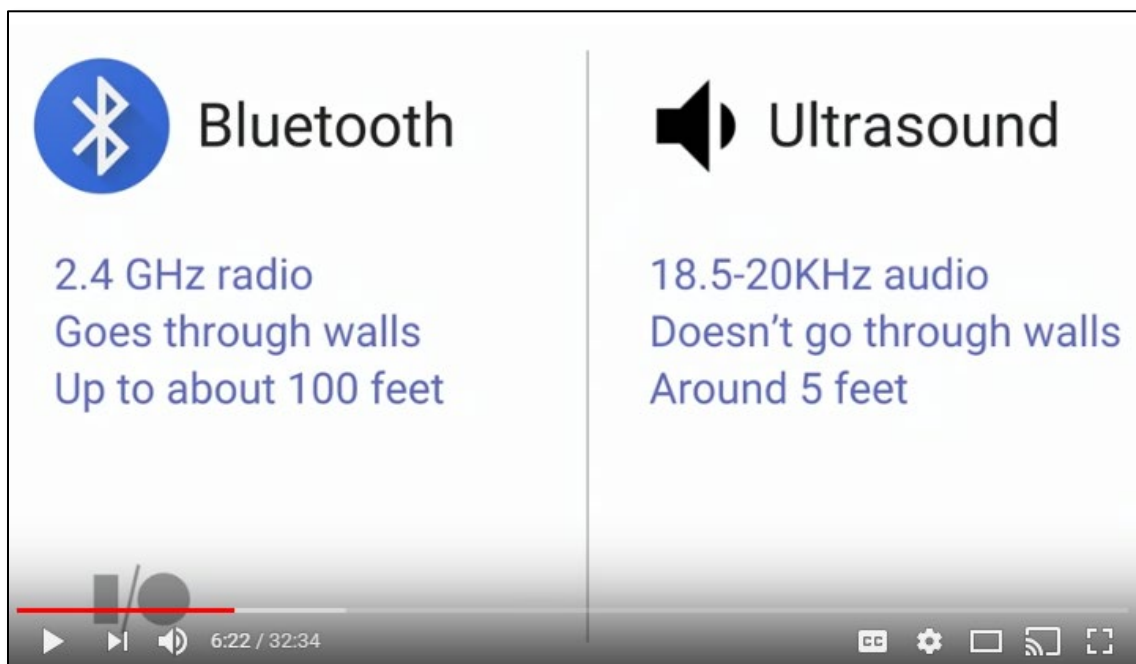 Bluetooth
2.4 GHz radio
Goes through walls
Up to about 100 feet
Ultrasound
18.5-20KHz audio
Doesn't go through walls
Around 5 feet
I/O
6:22 / 32:34
CC